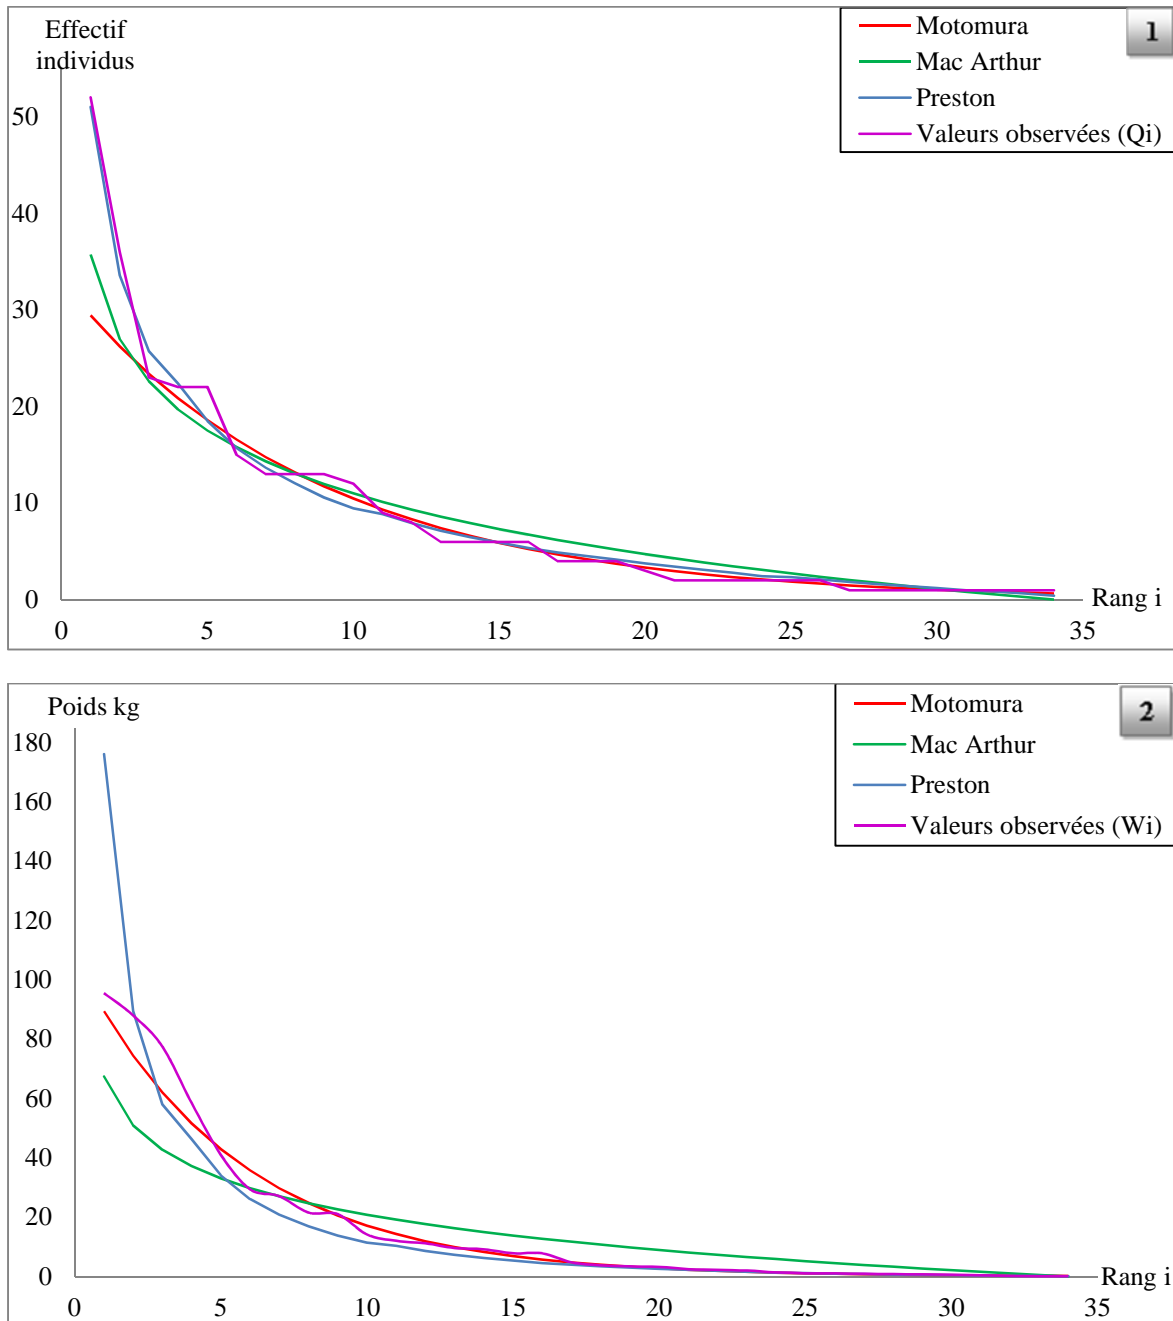 Effectif
individus
Motomura
Mac Arthur
Preston
Valeurs observées (Qi)
1
50
40
30
20
10
0
Rang i
0 5 10 15 20 25 30 35
Poids kg
Motomura
Mac Arthur
Preston
Valeurs observées (Wi)
2
180
160
140
120
100
80
60
40
20
0
Rang i
0 5 10 15 20 25 30 35